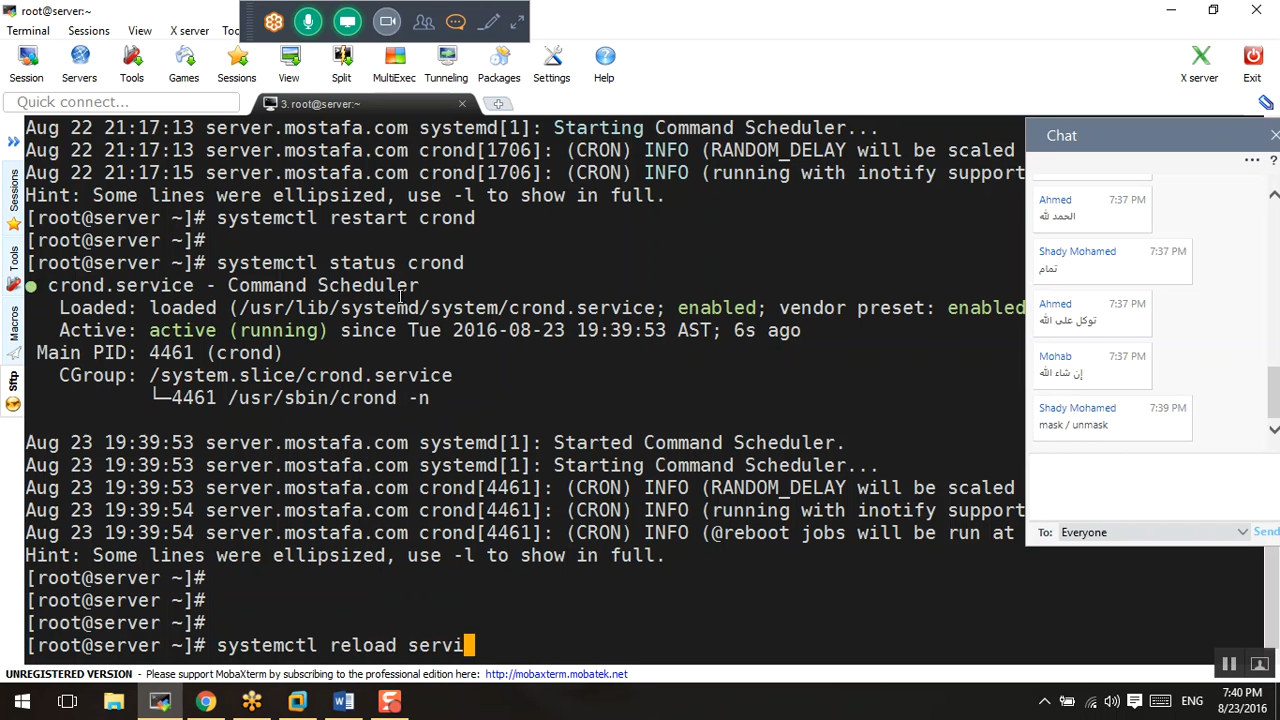 root@server:~
Terminal Sessions View X server
Session Servers Tools Games Sessions View Split MultiExec Tunneling Packages Settings Help X server Exit
Quick connect...
3. root@server:~
Sessions
Tools
Macros
Sftp
Aug 22 21:17:13 server.mostafa.com systemd[1]: Starting Command Scheduler...
Aug 22 21:17:13 server.mostafa.com crond[1706]: (CRON) INFO (RANDOM_DELAY will be scaled
Aug 22 21:17:15 server.mostafa.com crond[1706]: (CRON) INFO (running with inotify support
Hint: Some lines were ellipsized, use -l to show in full.
[root@server ~]# systemctl restart crond
[root@server ~]#
[root@server ~]# systemctl status crond
● crond.service - Command Scheduler
Loaded: loaded (/usr/lib/systemd/system/crond.service; enabled; vendor preset: enabled
Active: active (running) since Tue 2016-08-23 19:39:53 AST; 6s ago
Main PID: 4461 (crond)
CGroup: /system.slice/crond.service
└─4461 /usr/sbin/crond -n
Aug 23 19:39:53 server.mostafa.com systemd[1]: Started Command Scheduler.
Aug 23 19:39:53 server.mostafa.com systemd[1]: Starting Command Scheduler...
Aug 23 19:39:53 server.mostafa.com crond[4461]: (CRON) INFO (RANDOM_DELAY will be scaled
Aug 23 19:39:54 server.mostafa.com crond[4461]: (CRON) INFO (running with inotify support
Aug 23 19:39:54 server.mostafa.com crond[4461]: (CRON) INFO (@reboot jobs will be run at
Hint: Some lines were ellipsized, use -l to show in full.
[root@server ~]#
[root@server ~]#
[root@server ~]#
[root@server ~]# systemctl reload servi
Chat
Ahmed 7:37 PM
الحمد لله
Shady Mohamed 7:37 PM
تمام
Ahmed 7:37 PM
توكل على الله
Mohab 7:37 PM
إن شاء الله
Shady Mohamed 7:39 PM
mask / unmask
To: Everyone Send
UNREGISTERED VERSION - Please support MobaXterm by subscribing to the professional edition here: http://mobaxterm.mobatek.net
ENG
7:40 PM
8/23/2016